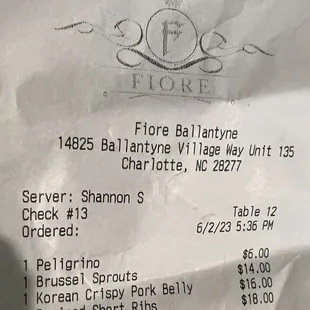 F
FIORE
Fiore Ballantyne
14825 Ballantyne Village Way Unit 135
Charlotte, NC 28277
Server: Shannon S
Check #13 Table 12
Ordered: 6/2/23 5:36 PM
1 Peligrino $6.00
1 Brussel Sprouts $14.00
1 Korean Crispy Pork Belly $16.00
Short Ribs $18.00